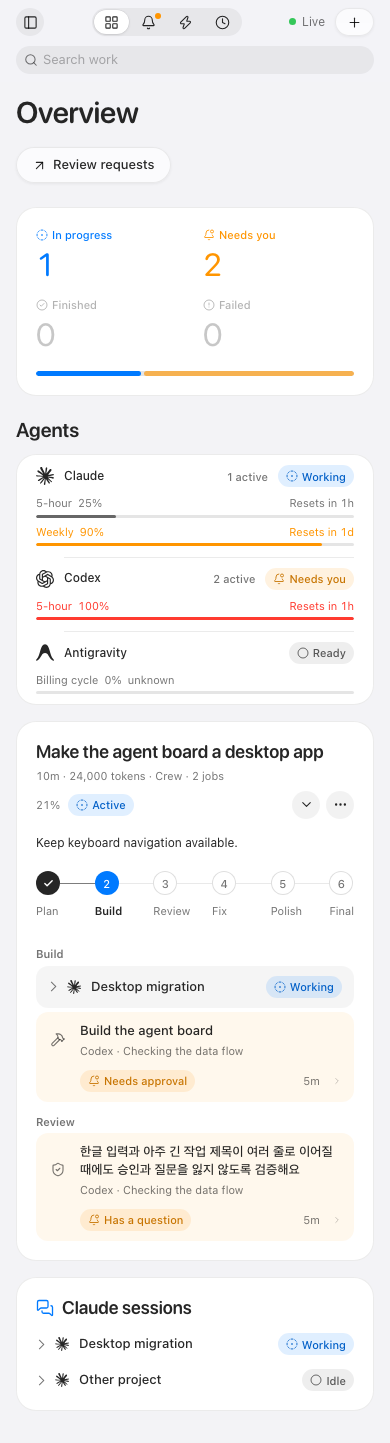 Live
Search work
Overview
Review requests
In progress
Needs you
1
2
Finished
Failed
0
0
Agents
Claude
1 active
Working
5-hour 25%
Resets in 1h
Weekly 90%
Resets in 1d
Codex
2 active
Needs you
5-hour 100%
Resets in 1h
Antigravity
Ready
Billing cycle 0% unknown
Make the agent board a desktop app
10m · 24,000 tokens · Crew · 2 jobs
21%
Active
Keep keyboard navigation available.
2
3
4
5
6
Plan
Build
Review
Fix
Polish
Final
Build
Desktop migration
Working
Build the agent board
Codex · Checking the data flow
Needs approval
5m
Review
한글 입력과 아주 긴 작업 제목이 여러 줄로 이어질
때에도 승인과 질문을 잃지 않도록 검증해요
Codex · Checking the data flow
Has a question
5m
Claude sessions
Desktop migration
Working
Other project
Idle